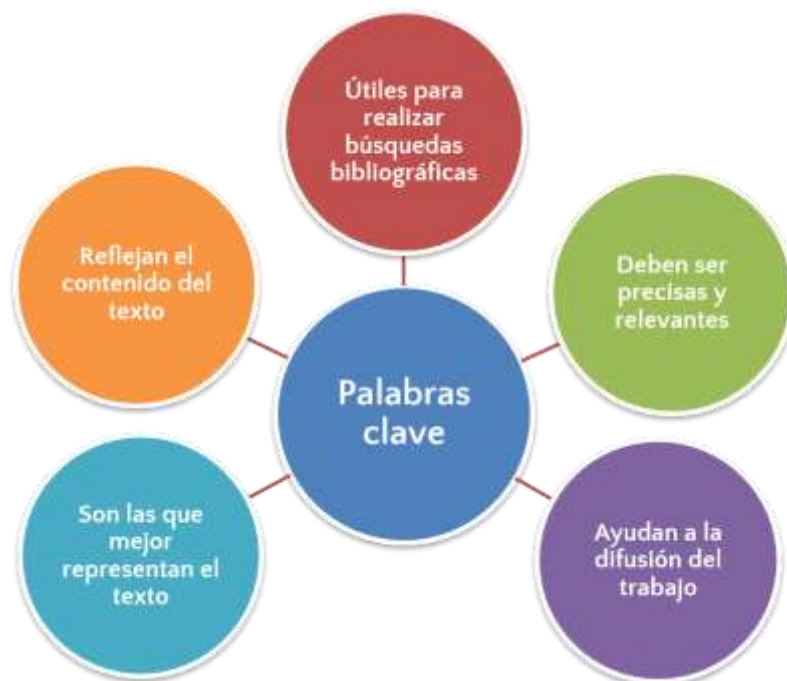 Útiles para
realizar
búsquedas
bibliográficas
Reflejan el
contenido del
texto
Deben ser
precisas y
relevantes
Palabras
clave
Son las que
mejor
representan el
texto
Ayudan a la
difusión del
trabajo